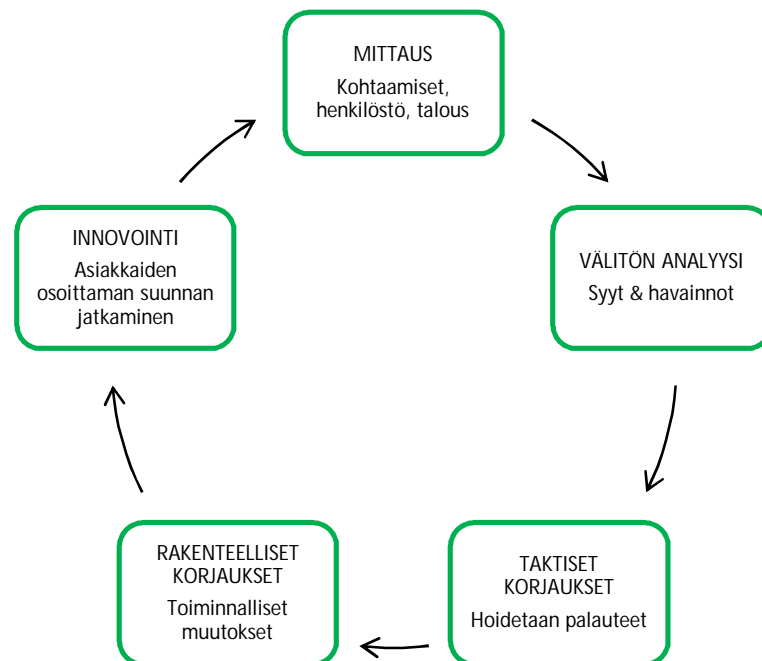 MITTAUS
Kohtaamiset,
henkilöstö, talous
VÄLITÖN ANALYYSI
Syyt & havainnot
TAKTISET
KORJAUKSET
Hoidetaan palauteet
RAKENTEELLISET
KORJAUKSET
Toiminnalliset
muutokset
INNOVOINTI
Asiakkaiden
osoittaman suunnan
jatkaminen